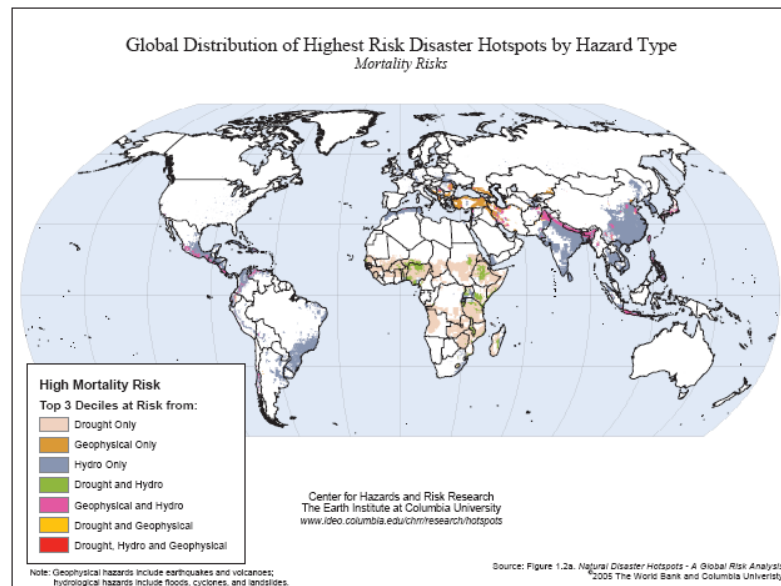 Global Distribution of Highest Risk Disaster Hotspots by Hazard Type
Mortality Risks
High Mortality Risk
Top 3 Deciles at Risk from:
Drought Only
Geophysical Only
Hydro Only
Drought and Hydro
Geophysical and Hydro
Drought and Geophysical
Drought, Hydro and Geophysical
Center for Hazards and Risk Research
The Earth Institute at Columbia University
www.ldeo.columbia.edu/chrr/research/hotspots
Note: Geophysical hazards include earthquakes and volcanoes;
hydrological hazards include floods, cyclones, and landslides.
Source: Figure 1.2a. Natural Disaster Hotspots - A Global Risk Analysis
©2005 The World Bank and Columbia University